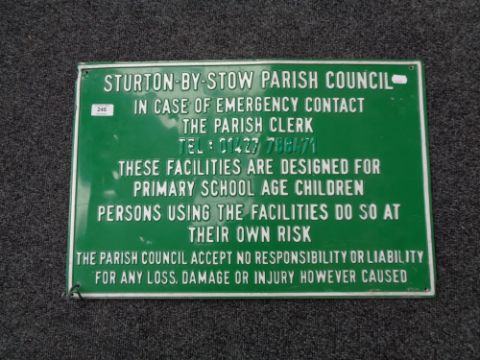 STURTON-BY-STOW PARISH COUNCIL
246
IN CASE OF EMERGENCY CONTACT
THE PARISH CLERK
TEL: 01427
THESE FACILITIES ARE DESIGNED FOR
PRIMARY SCHOOL AGE CHILDREN
PERSONS USING THE FACILITIES DO SO AT
THEIR OWN RISK
THE PARISH COUNCIL ACCEPT NO RESPONSIBILITY OR LIABILITY
FOR ANY LOSS, DAMAGE OR INJURY HOWEVER CAUSED